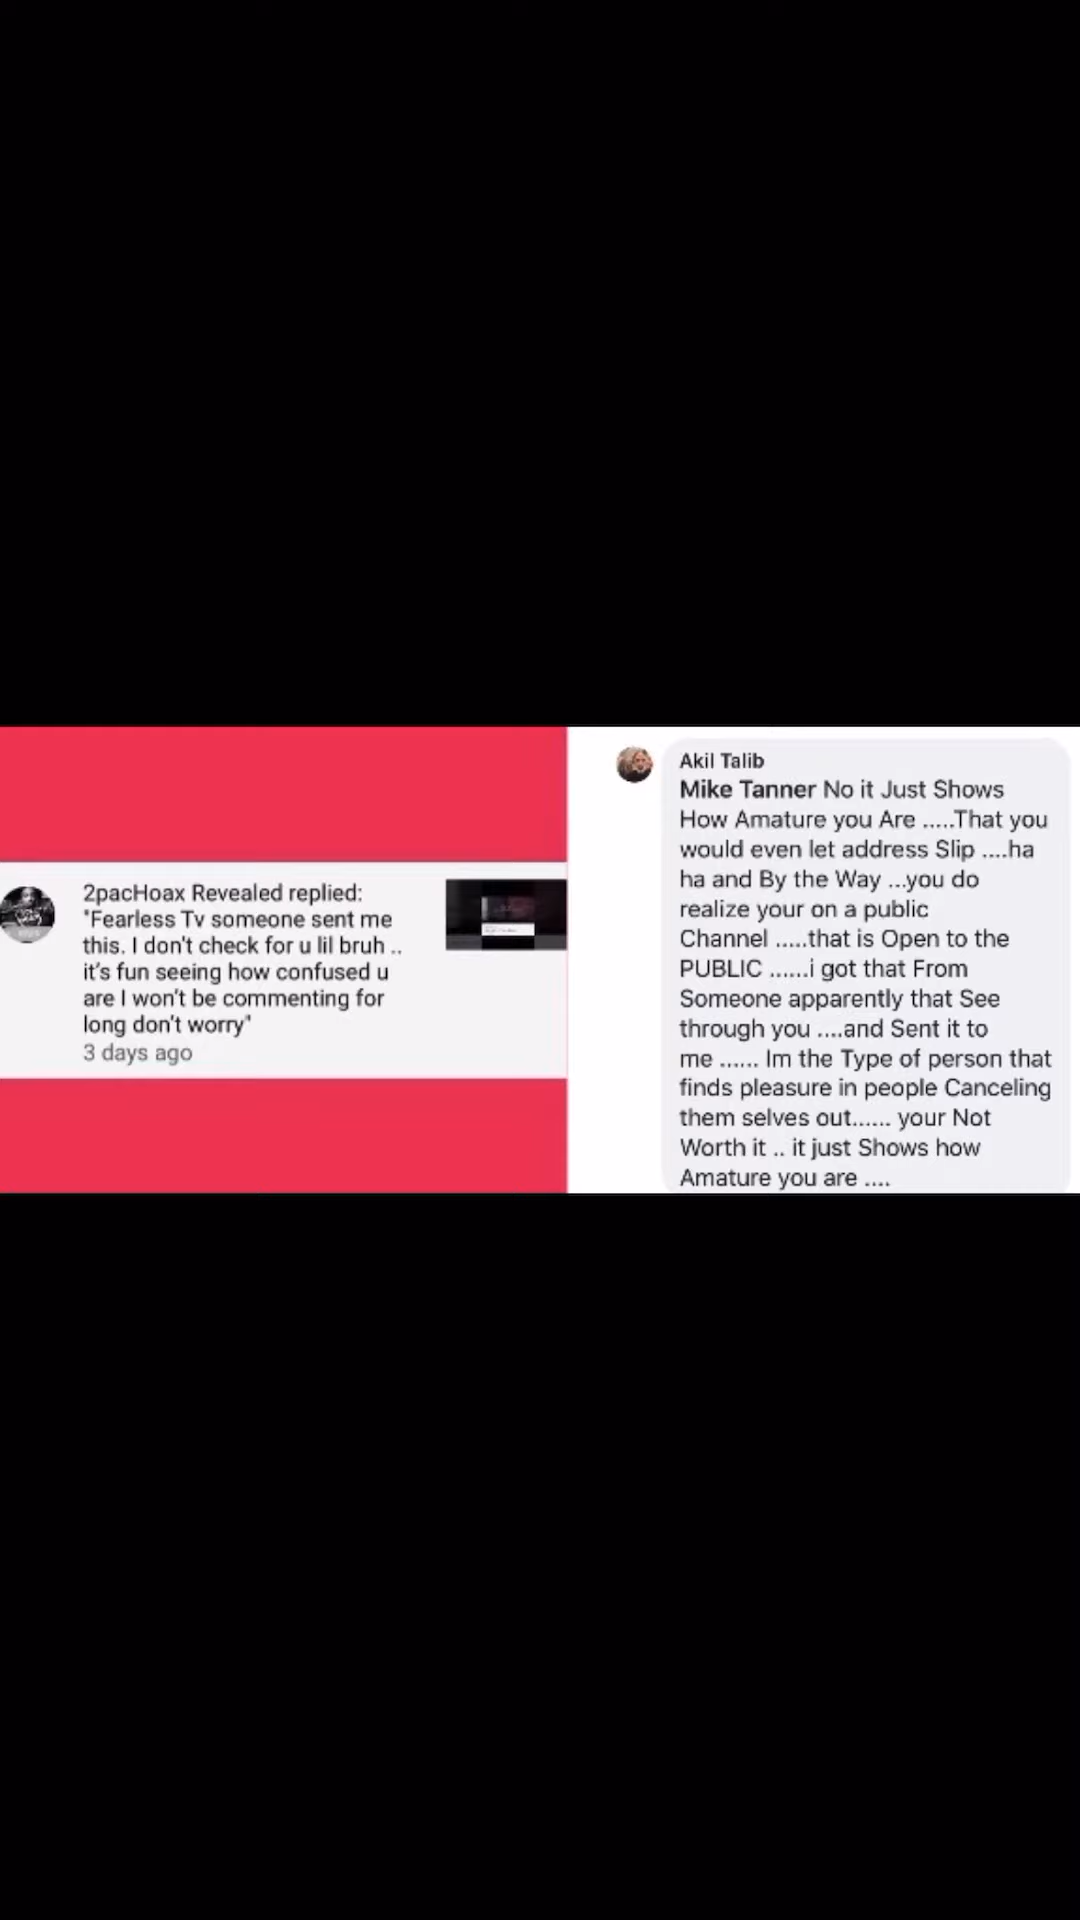 2pacHoax Revealed replied:
"Fearless Tv someone sent me
this. I don't check for u lil bruh ..
it's fun seeing how confused u
are I won't be commenting for
long don't worry"
3 days ago
Akil Talib
Mike Tanner No it Just Shows
How Amature you Are .....That you
would even let address Slip ....ha
ha and By the Way ...you do
realize your on a public
Channel .....that is Open to the
PUBLIC ......i got that From
Someone apparently that See
through you ....and Sent it to
me ...... Im the Type of person that
finds pleasure in people Canceling
them selves out...... your Not
Worth it .. it just Shows how
Amature you are ....